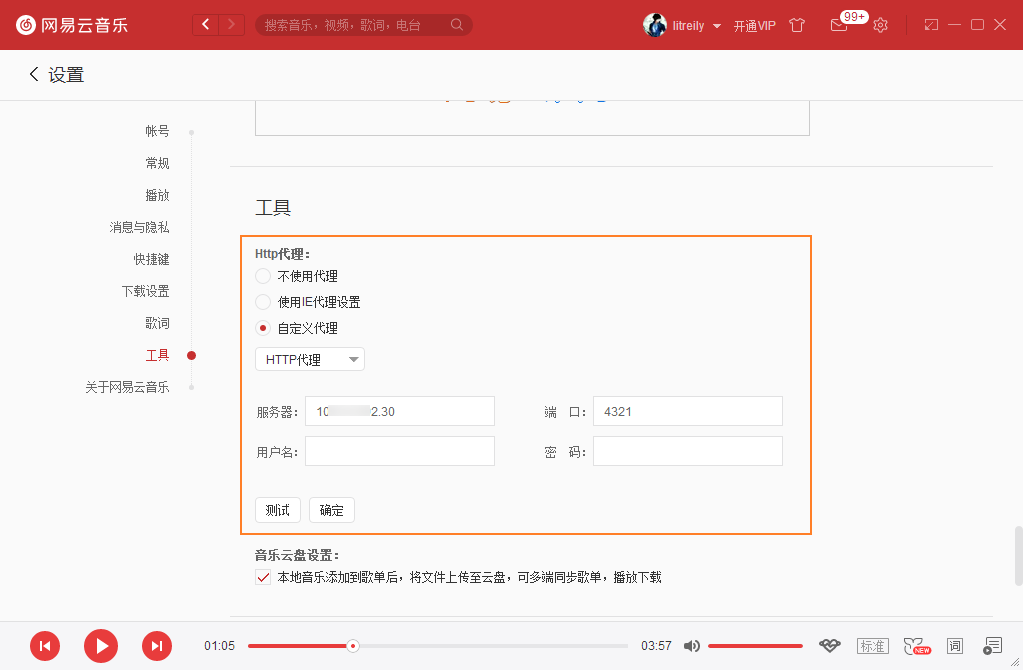 网易云音乐
搜索音乐，视频，歌词，电台
litreily
开通VIP
99+
设置
帐号
常规
播放
消息与隐私
快捷键
下载设置
歌词
工具
关于网易云音乐
工具
Http代理：
不使用代理
使用IE代理设置
自定义代理
HTTP代理
服务器： 10 2.30 端 口： 4321
用户名： 密 码：
测试 确定
音乐云盘设置：
本地音乐添加到歌单后，将文件上传至云盘，可多端同步歌单，播放下载
01:05 03:57 标准 NEW 词